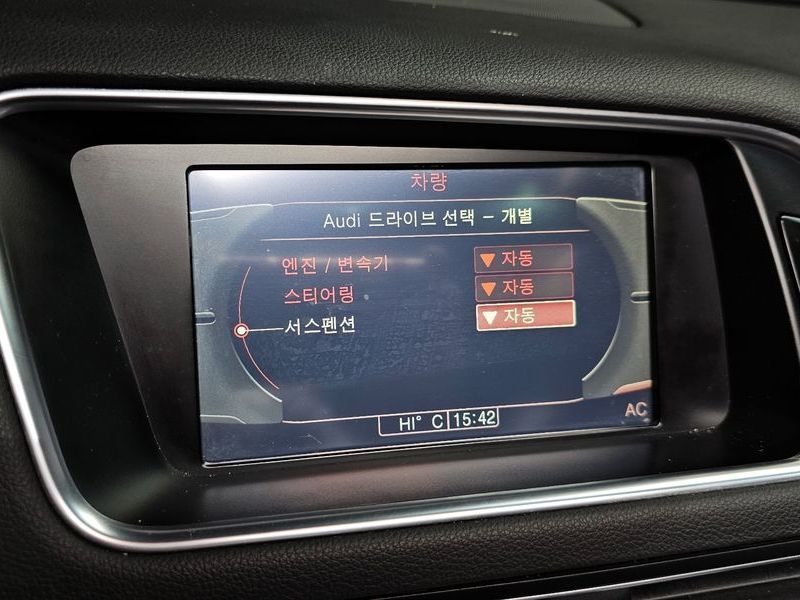 차량
Audi 드라이브 선택 - 개별
엔진 / 변속기 ▼ 자동
스티어링 ▼ 자동
서스펜션 ▼ 자동
HI° C 15:42
AC